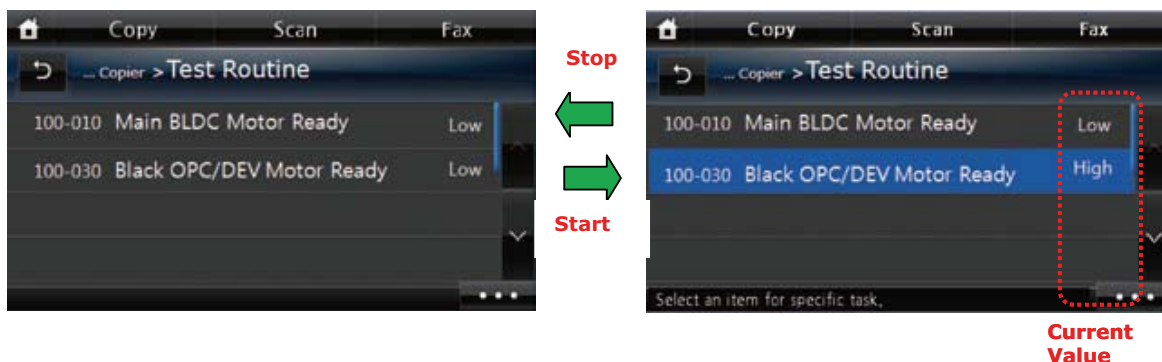 Copy Scan Fax
... Copier > Test Routine
100-010 Main BLDC Motor Ready Low
100-030 Black OPC/DEV Motor Ready Low
Stop
Start
Copy Scan Fax
... Copier > Test Routine
100-010 Main BLDC Motor Ready Low
100-030 Black OPC/DEV Motor Ready High
Select an item for specific task.
Current
Value